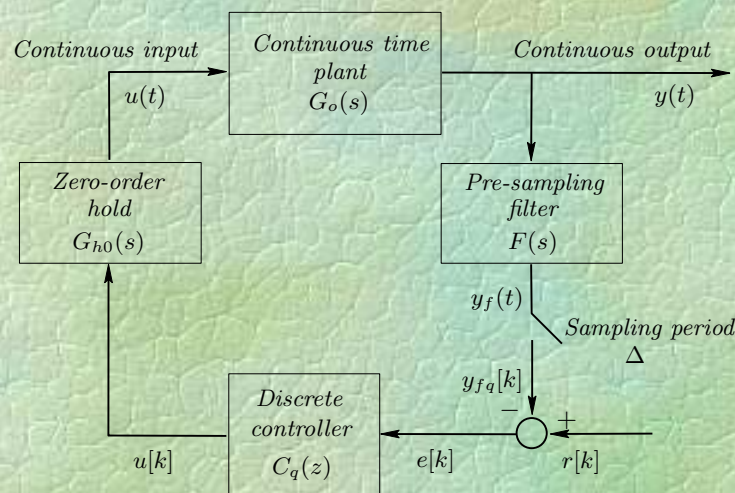 Continuous input
Continuous time
plant
G_o(s)
Continuous output
u(t)
y(t)
Zero-order
hold
G_{h0}(s)
Pre-sampling
filter
F(s)
y_f(t)
Sampling period
Δ
y_{fq}[k]
−
+
Discrete
controller
C_q(z)
u[k]
e[k]
r[k]